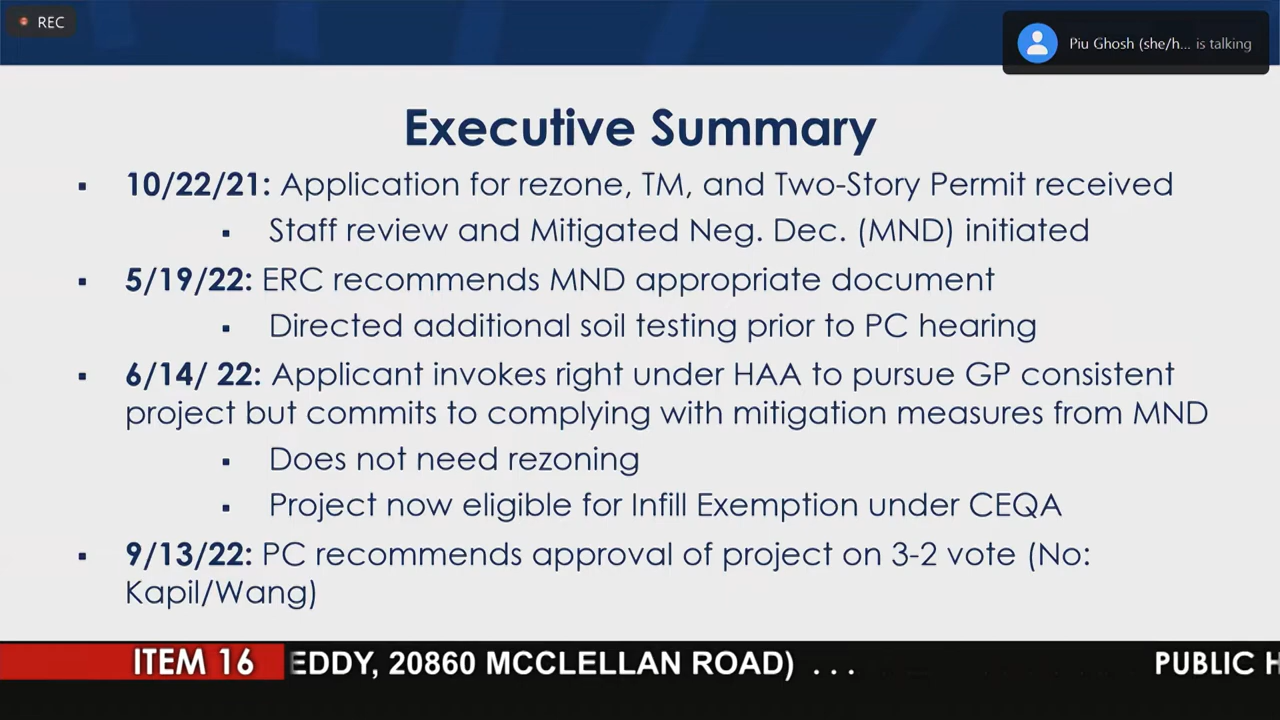 REC
Piu Ghosh (she/h... is talking
Executive Summary
▪ 10/22/21: Application for rezone, TM, and Two-Story Permit received
▪ Staff review and Mitigated Neg. Dec. (MND) initiated
▪ 5/19/22: ERC recommends MND appropriate document
▪ Directed additional soil testing prior to PC hearing
▪ 6/14/ 22: Applicant invokes right under HAA to pursue GP consistent
project but commits to complying with mitigation measures from MND
▪ Does not need rezoning
▪ Project now eligible for Infill Exemption under CEQA
▪ 9/13/22: PC recommends approval of project on 3-2 vote (No:
Kapil/Wang)
ITEM 16 EDDY, 20860 MCCLELLAN ROAD) . . . PUBLIC H